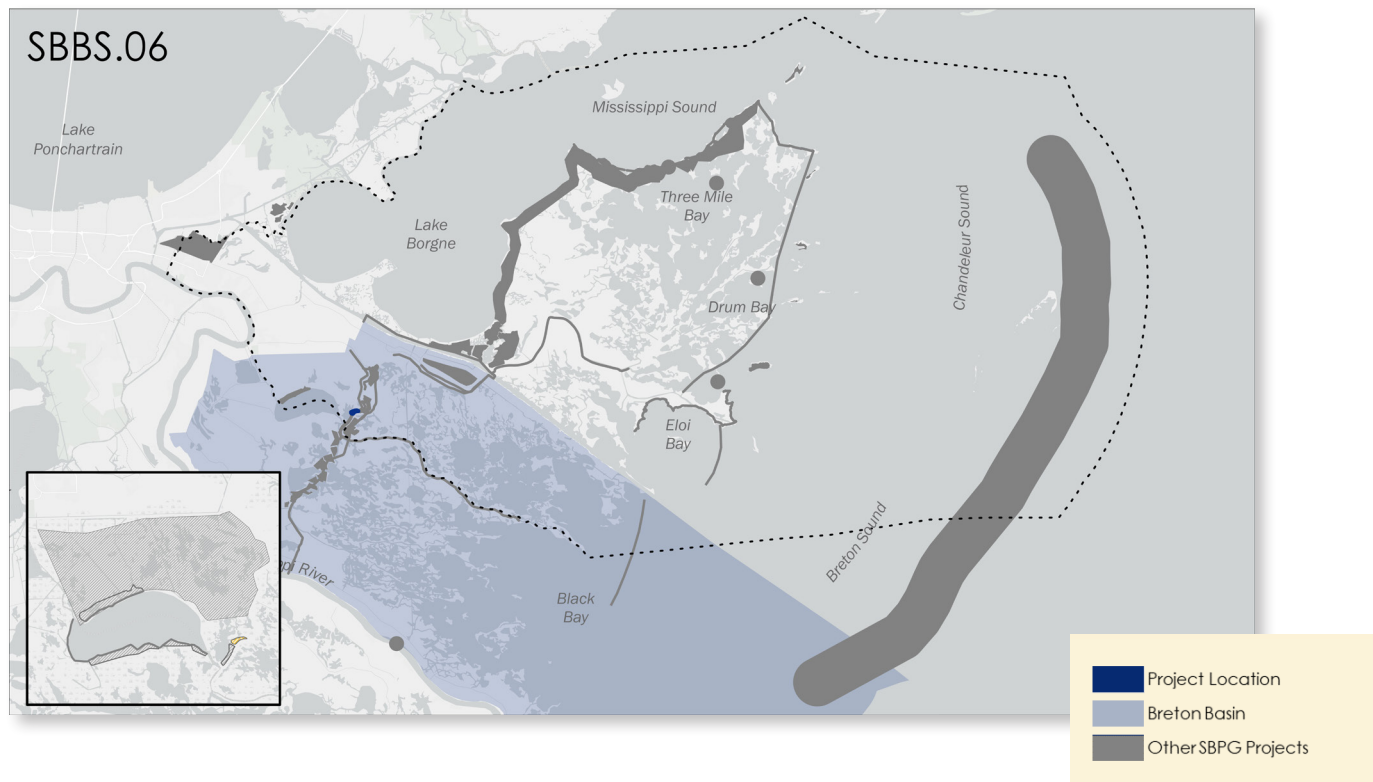 SBBS.06
Mississippi Sound
Lake
Ponchartrain
Three Mile
Bay
Lake
Borgne
Chandeleur Sound
Drum Bay
Eloi
Bay
Breton Sound
pi River
Black
Bay
Project Location
Breton Basin
Other SBPG Projects